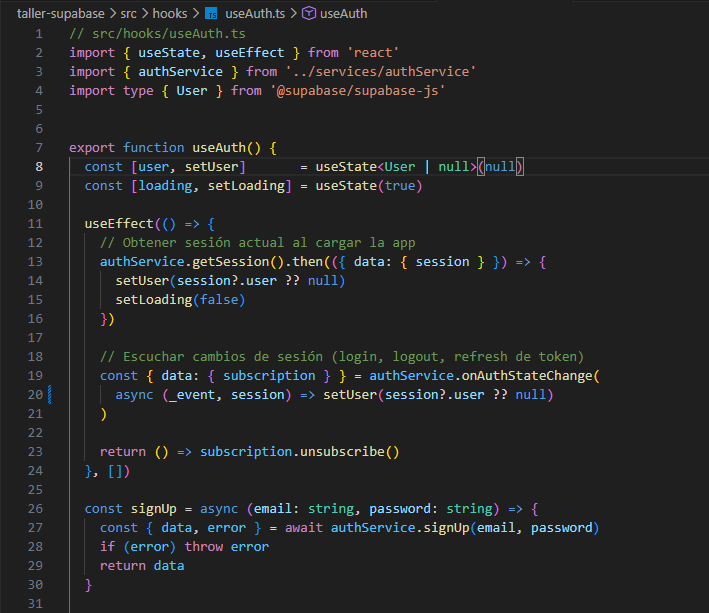 taller-supabase > src > hooks > TS useAuth.ts > useAuth
1 // src/hooks/useAuth.ts
2 import { useState, useEffect } from 'react'
3 import { authService } from '../services/authService'
4 import type { User } from '@supabase/supabase-js'
5
6
7 export function useAuth() {
8   const [user, setUser]       = useState<User | null>(null)
9   const [loading, setLoading] = useState(true)
10
11   useEffect(() => {
12     // Obtener sesión actual al cargar la app
13     authService.getSession().then(({ data: { session } }) => {
14       setUser(session?.user ?? null)
15       setLoading(false)
16     })
17
18     // Escuchar cambios de sesión (login, logout, refresh de token)
19     const { data: { subscription } } = authService.onAuthStateChange(
20       async (_event, session) => setUser(session?.user ?? null)
21     )
22
23     return () => subscription.unsubscribe()
24   }, [])
25
26   const signUp = async (email: string, password: string) => {
27     const { data, error } = await authService.signUp(email, password)
28     if (error) throw error
29     return data
30   }
31